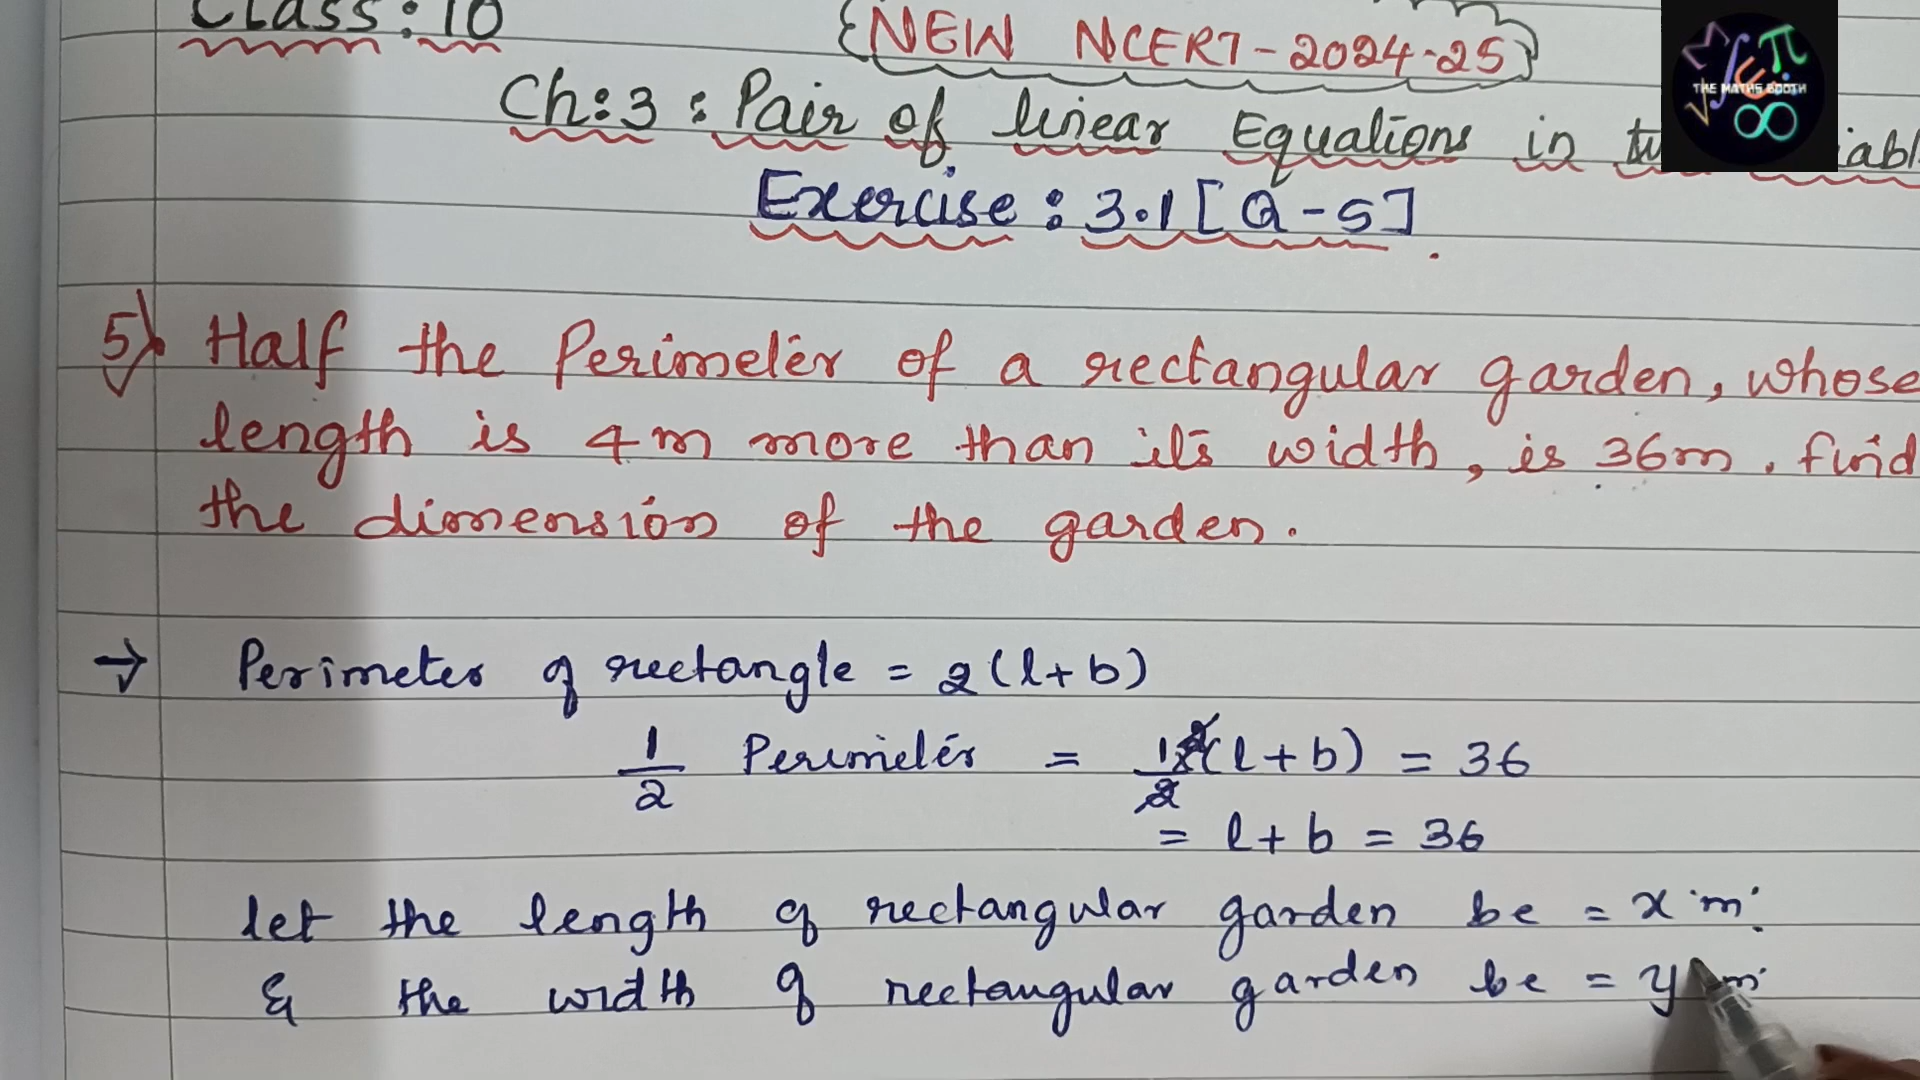 Class: 10
{NEW NCERT-2024-25}
THE MATHS BOOTH
Ch:3 : Pair of linear Equations in
Exercise : 3.1 [Q-5]
5) Half the Perimeter of a rectangular garden, whose
length is 4m more than its width, is 36m. find
the dimension of the garden.
→ Perimeter of rectangle = 2(l+b)
1/2 Perimeter = 1/2 x 2(l+b) = 36
= l+b = 36
let the length of rectangular garden be = x m.
& the width of rectangular garden be = y m.